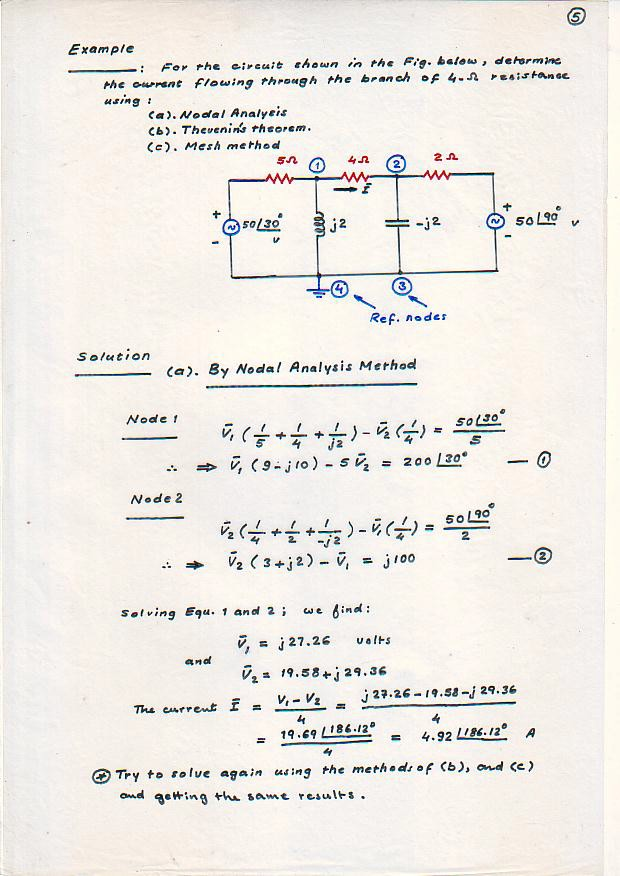 5
Example
: For the circuit shown in the Fig. below, determine
the current flowing through the branch of 4-Ω resistance
using :
(a). Nodal Analysis
(b). Thevenin's theorem.
(c). Mesh method
5Ω 1 4Ω 2 2Ω
Ī
+ 50∠30° v - j2 -j2 + 50∠90° v -
4 3
Ref. nodes
Solution
(a). By Nodal Analysis Method
Node 1
V̄₁ (1/5 + 1/4 + 1/j2) - V̄₂ (1/4) = 50∠30°/5
∴ ⇒ V̄₁ (9-j10) - 5 V̄₂ = 200∠30° — 1
Node 2
V̄₂ (1/4 + 1/2 + 1/-j2) - V̄₁ (1/4) = 50∠90°/2
∴ ⇒ V̄₂ (3+j2) - V̄₁ = j100 — 2
Solving Equ. 1 and 2 ; we find:
V̄₁ = j27.26 volts
and
V̄₂ = 19.58+j29.36
The current Ī = V₁-V₂/4 = j27.26-19.58-j29.36/4
= 19.69∠186.12°/4 = 4.92∠186.12° A
* Try to solve again using the methods of (b), and (c)
and getting the same results.